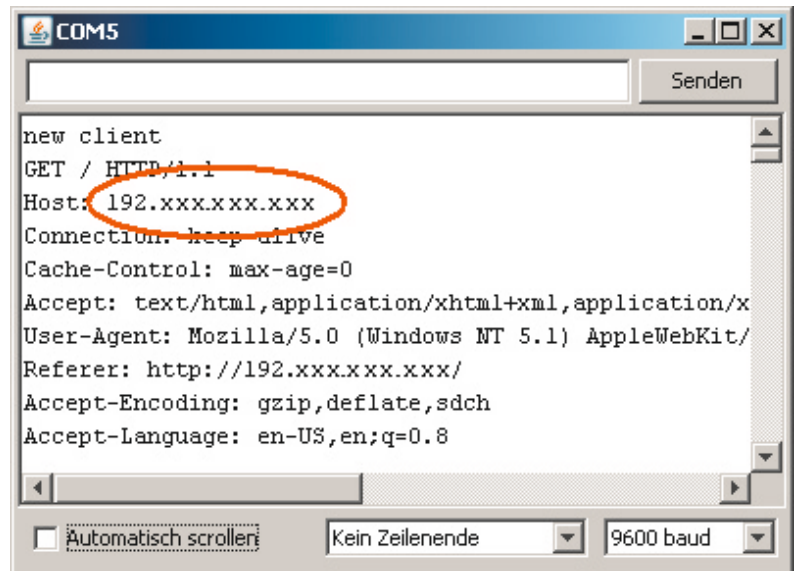 COM5
Senden
new client
GET / HTTP/1.1
Host: 192.xxx.xxx.xxx
Connection: keep-alive
Cache-Control: max-age=0
Accept: text/html,application/xhtml+xml,application/x
User-Agent: Mozilla/5.0 (Windows NT 5.1) AppleWebKit/
Referer: http://192.xxx.xxx.xxx/
Accept-Encoding: gzip,deflate,sdch
Accept-Language: en-US,en;q=0.8
Automatisch scrollen Kein Zeilenende 9600 baud